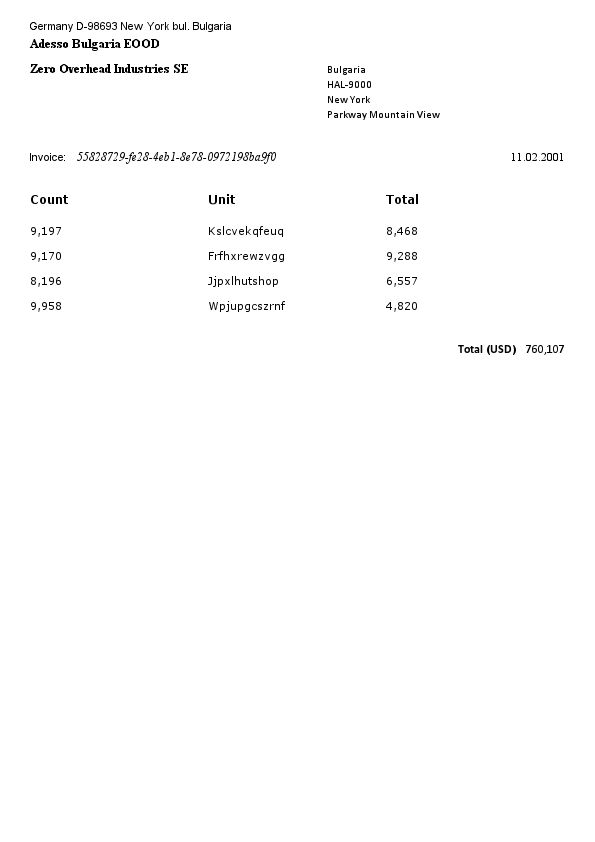 Germany D-98693 New York bul. Bulgaria
Adesso Bulgaria EOOD
Zero Overhead Industries SE
Bulgaria
HAL-9000
New York
Parkway Mountain View
Invoice: 55828729-fe28-4eb1-8e78-0972198ba9f0 11.02.2001
Count Unit Total
9,197 Kslcvekqfeuq 8,468
9,170 Frfhxrewzvgg 9,288
8,196 Jjpxlhutshop 6,557
9,958 Wpjupgcszrnf 4,820
Total (USD) 760,107